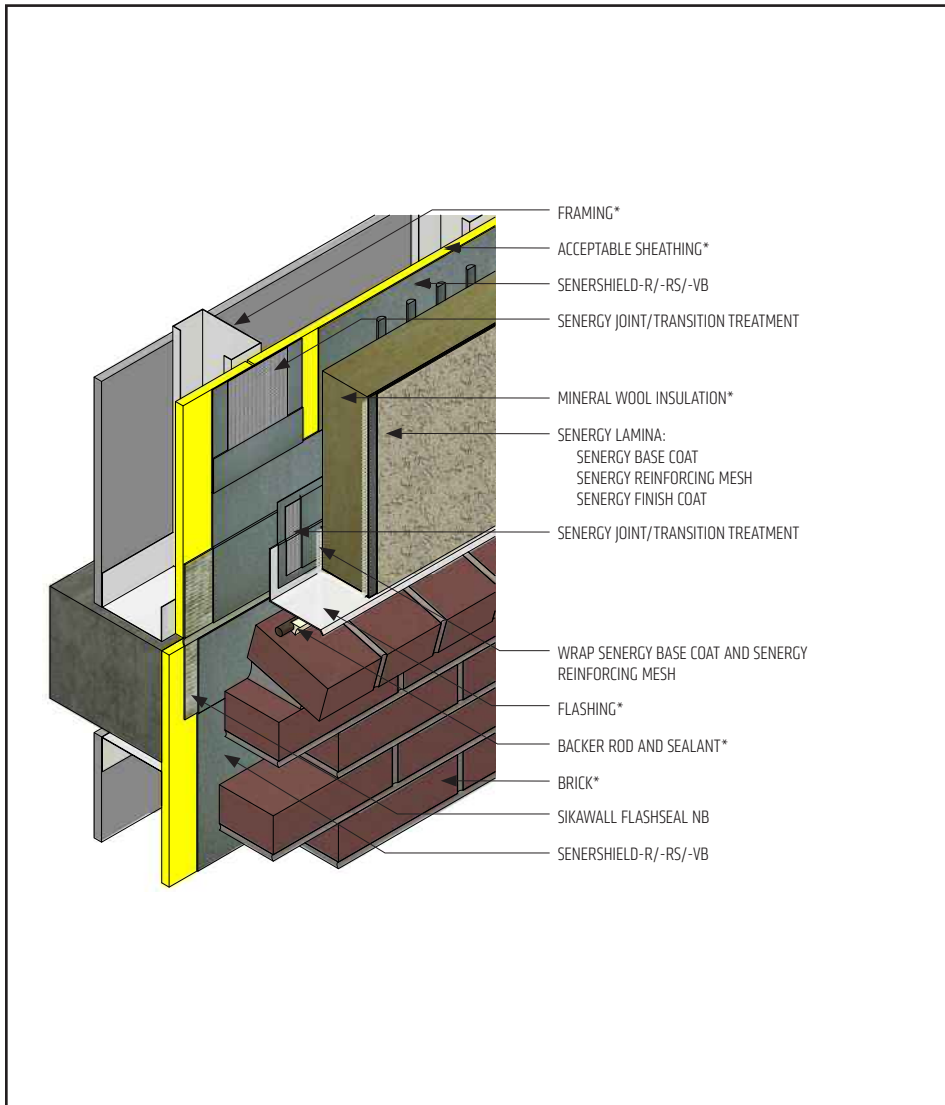 FRAMING*
ACCEPTABLE SHEATHING*
SENERSHIELD-R/-RS/-VB
SENERGY JOINT/TRANSITION TREATMENT
MINERAL WOOL INSULATION*
SENERGY LAMINA:
SENERGY BASE COAT
SENERGY REINFORCING MESH
SENERGY FINISH COAT
SENERGY JOINT/TRANSITION TREATMENT
WRAP SENERGY BASE COAT AND SENERGY
REINFORCING MESH
FLASHING*
BACKER ROD AND SEALANT*
BRICK*
SIKAWALL FLASHSEAL NB
SENERSHIELD-R/-RS/-VB